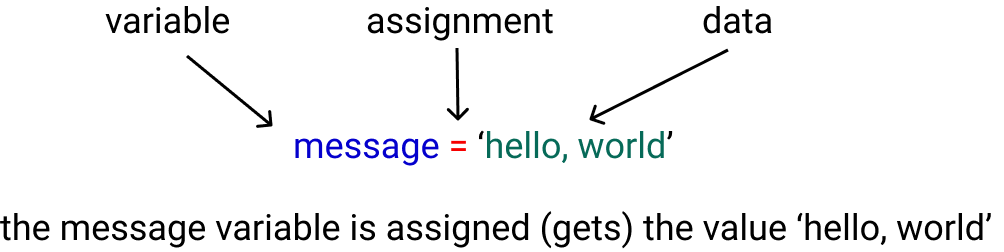 variable assignment data
message = ‘hello, world’
the message variable is assigned (gets) the value ‘hello, world’